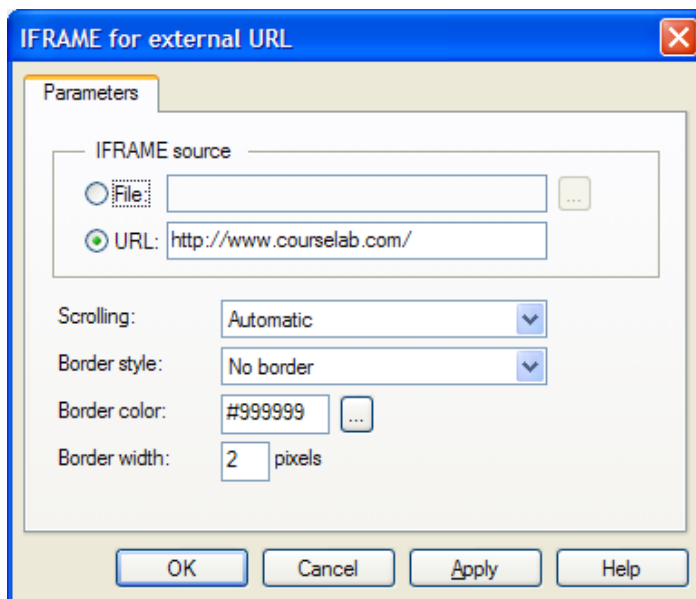 IFRAME for external URL
Parameters
IFRAME source
File: ...
URL: http://www.courselab.com/
Scrolling: Automatic
Border style: No border
Border color: #999999 ...
Border width: 2 pixels
OK Cancel Apply Help